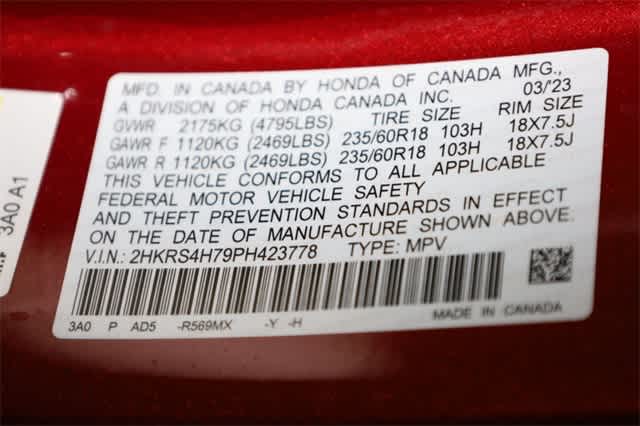 MFD. IN CANADA BY HONDA OF CANADA MFG.,
A DIVISION OF HONDA CANADA INC. 03/'23
GVWR 2175KG (4795LBS) TIRE SIZE RIM SIZE
GAWR F 1120KG (2469LBS) 235/60R18 103H 18X7.5J
GAWR R 1120KG (2469LBS) 235/60R18 103H 18X7.5J
THIS VEHICLE CONFORMS TO ALL APPLICABLE
FEDERAL MOTOR VEHICLE SAFETY
AND THEFT PREVENTION STANDARDS IN EFFECT
ON THE DATE OF MANUFACTURE SHOWN ABOVE.
V.I.N.: 2HKRS4H79PH423778 TYPE: MPV
MADE IN CANADA
3A0 P AD5 -R569MX -Y -H
3A0 A1